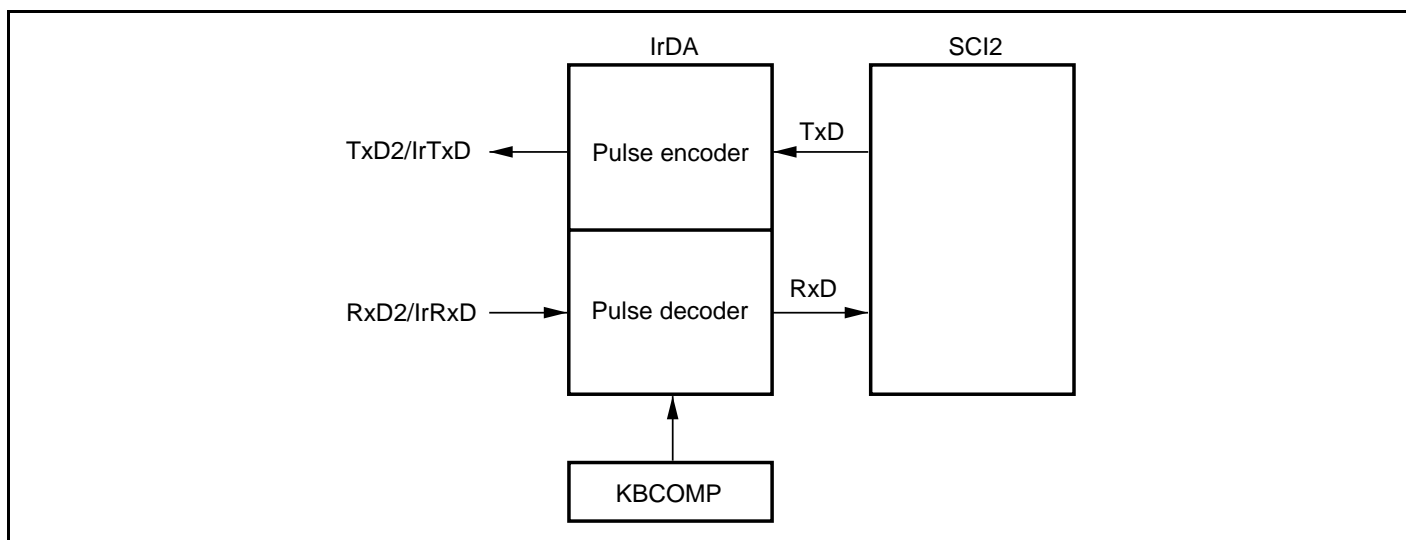 IrDA
SCI2
TxD2/IrTxD
Pulse encoder
TxD
RxD2/IrRxD
Pulse decoder
RxD
KBCOMP